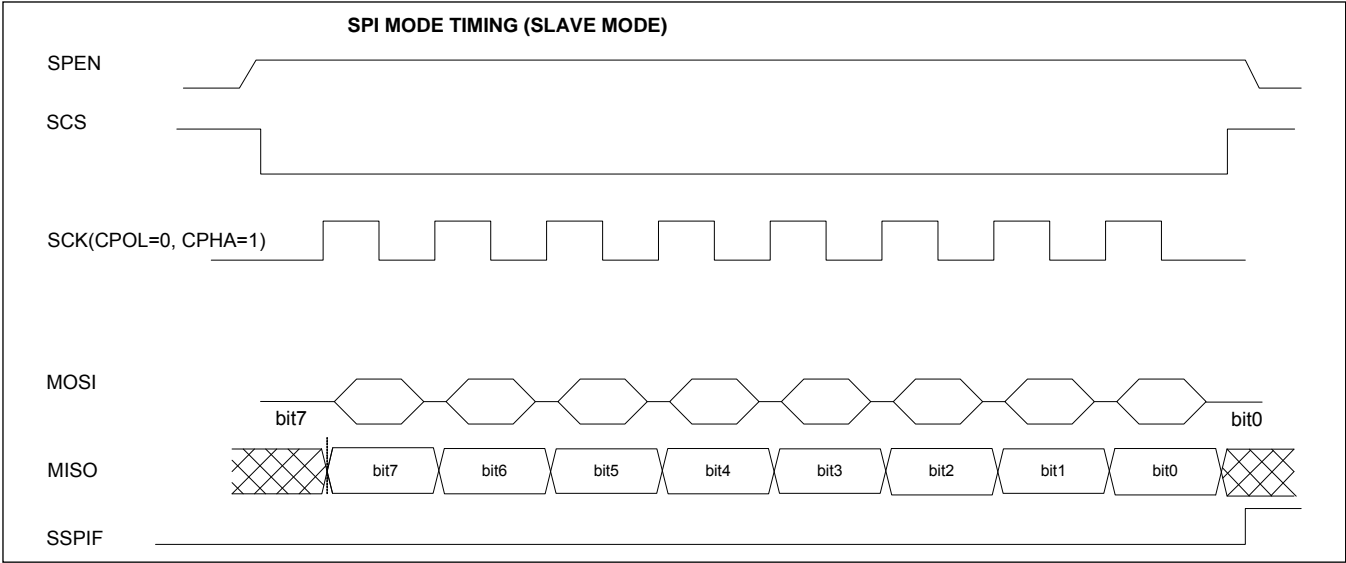 SPI MODE TIMING (SLAVE MODE)
SPEN
SCS
SCK(CPOL=0, CPHA=1)
MOSI
bit7
bit0
MISO
bit7
bit6
bit5
bit4
bit3
bit2
bit1
bit0
SSPIF